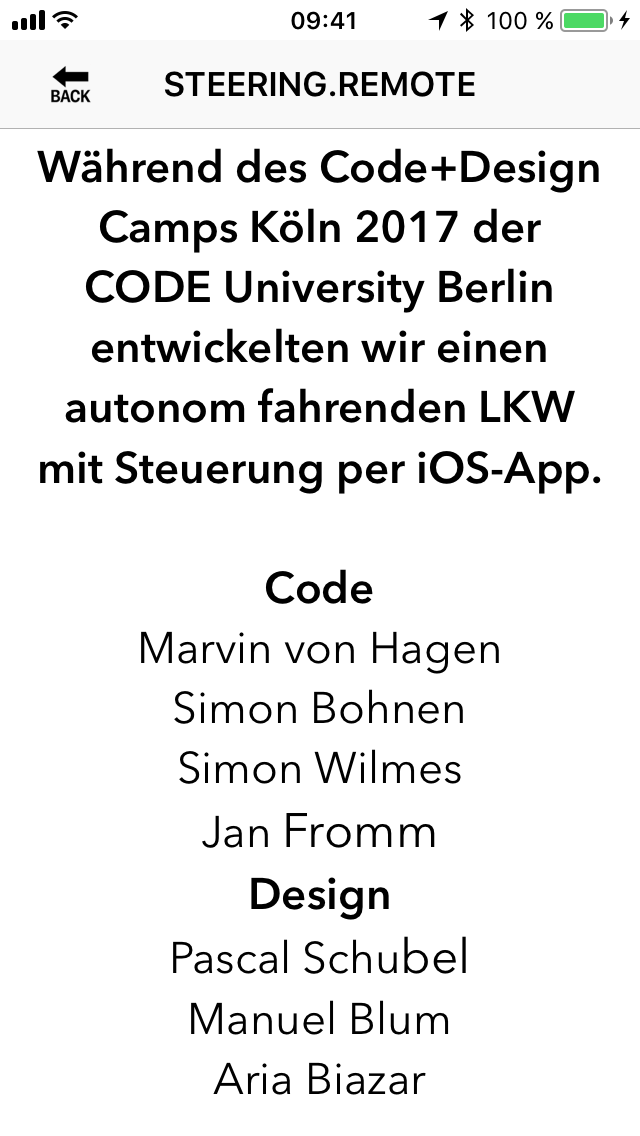 09:41
100 %
BACK
STEERING.REMOTE
Während des Code+Design
Camps Köln 2017 der
CODE University Berlin
entwickelten wir einen
autonom fahrenden LKW
mit Steuerung per iOS-App.
Code
Marvin von Hagen
Simon Bohnen
Simon Wilmes
Jan Fromm
Design
Pascal Schubel
Manuel Blum
Aria Biazar